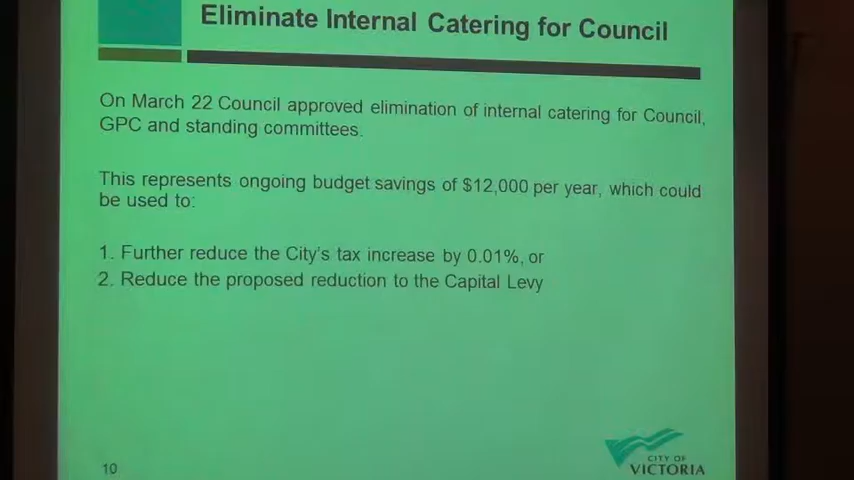 Eliminate Internal Catering for Council
On March 22 Council approved elimination of internal catering for Council,
GPC and standing committees.
This represents ongoing budget savings of $12,000 per year, which could
be used to:
1. Further reduce the City's tax increase by 0.01%, or
2. Reduce the proposed reduction to the Capital Levy
10
CITY OF
VICTORIA